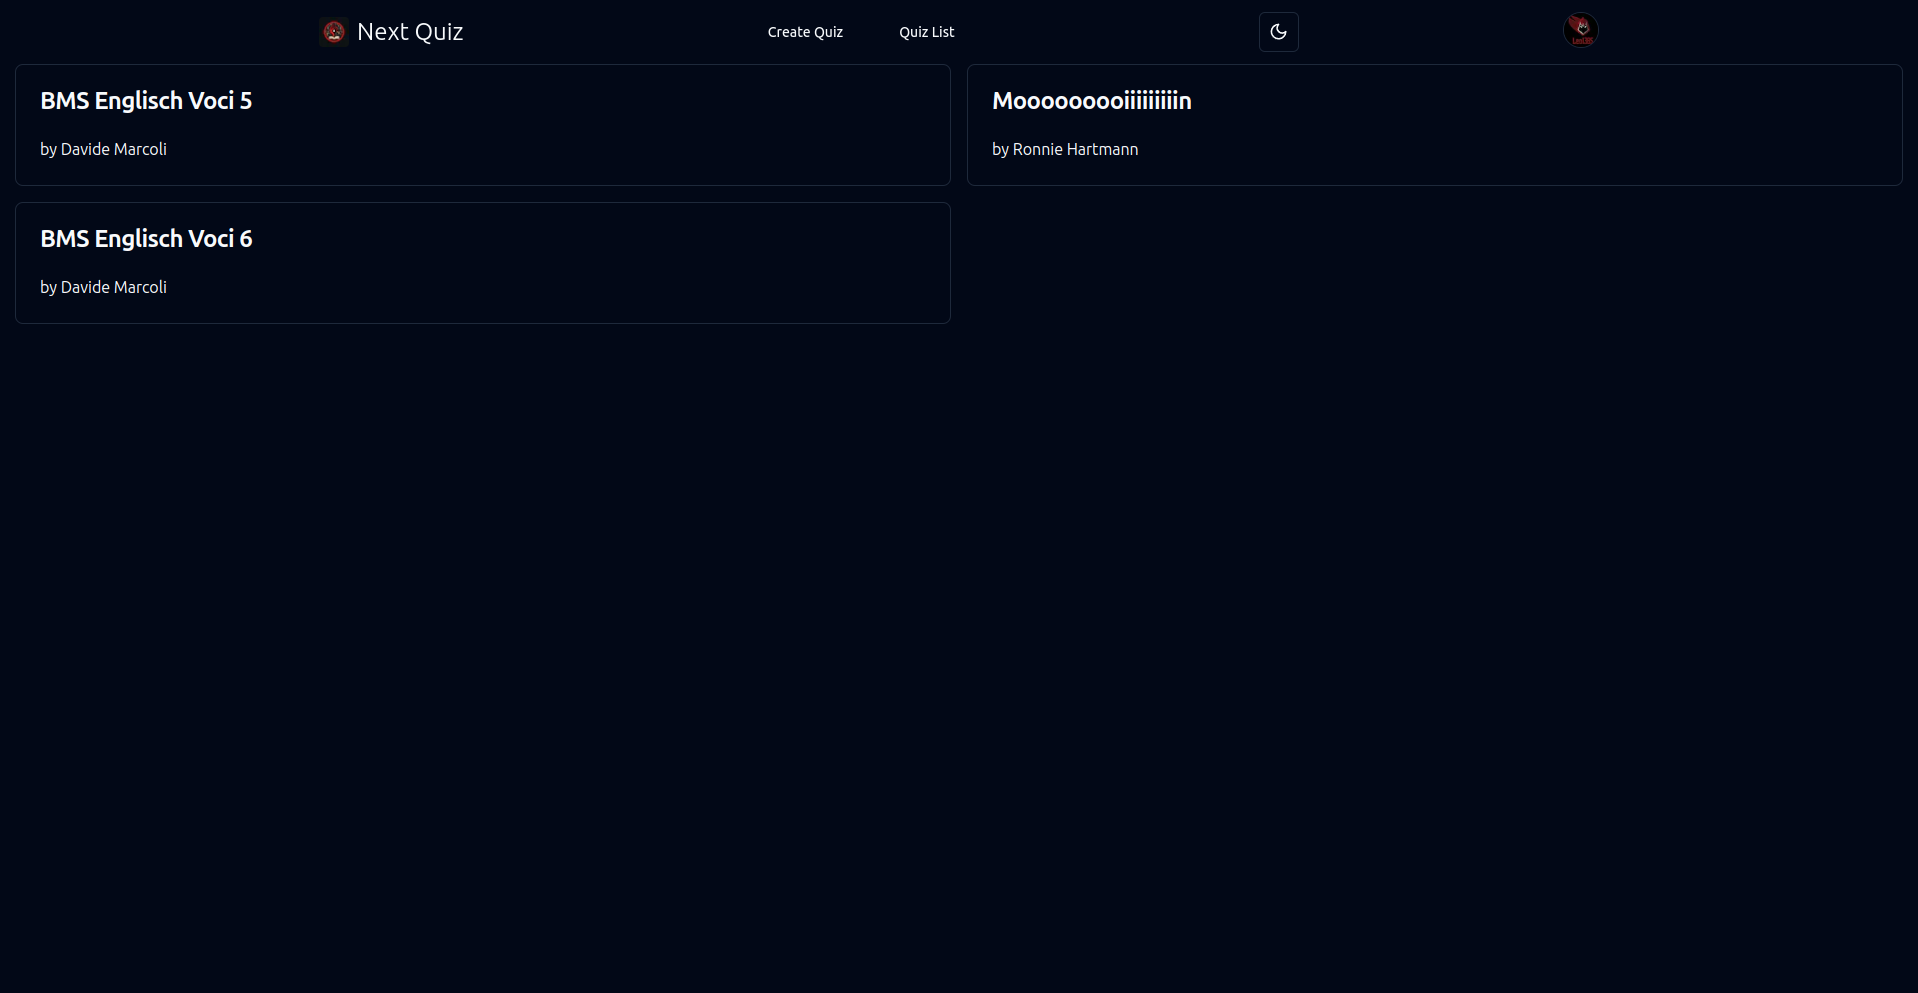 Next Quiz
Create Quiz
Quiz List
BMS Englisch Voci 5
by Davide Marcoli
Mooooooooiiiiiiiiin
by Ronnie Hartmann
BMS Englisch Voci 6
by Davide Marcoli